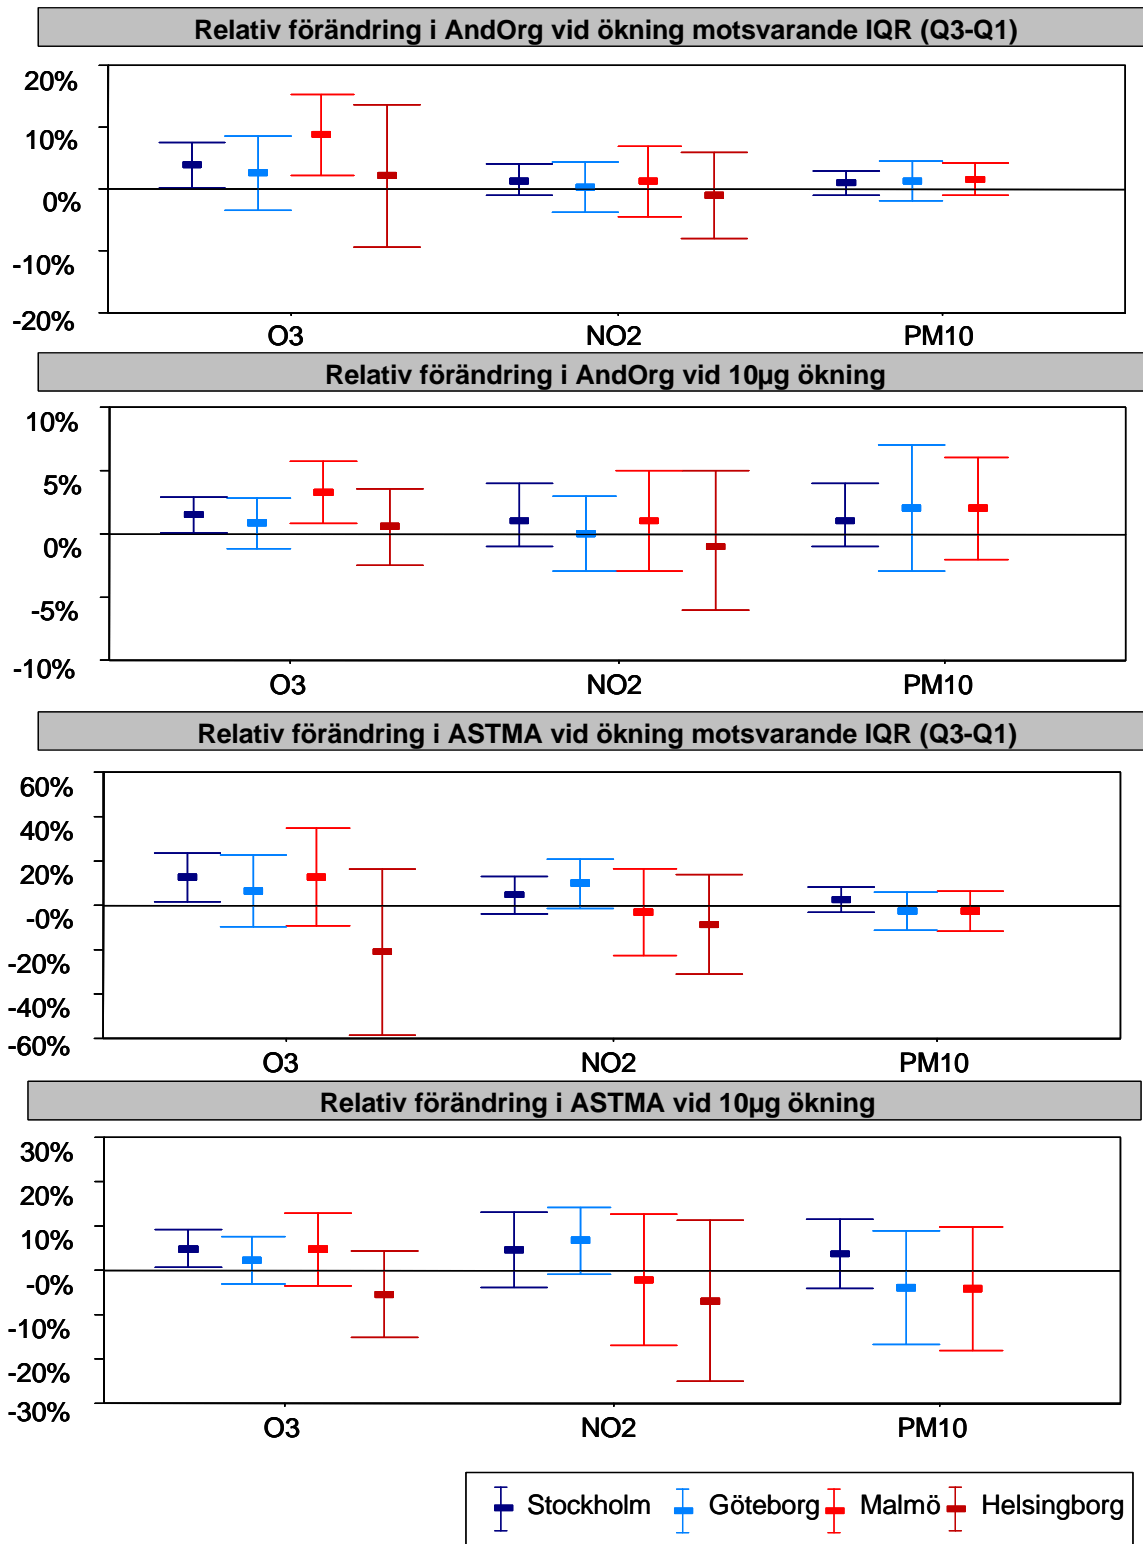 Relativ förändring i AndOrg vid ökning motsvarande IQR (Q3-Q1)
20%
10%
0%
-10%
-20%
O3 NO2 PM10
Relativ förändring i AndOrg vid 10µg ökning
10%
5%
0%
-5%
-10%
O3 NO2 PM10
Relativ förändring i ASTMA vid ökning motsvarande IQR (Q3-Q1)
60%
40%
20%
-0%
-20%
-40%
-60%
O3 NO2 PM10
Relativ förändring i ASTMA vid 10µg ökning
30%
20%
10%
-0%
-10%
-20%
-30%
O3 NO2 PM10
Stockholm Göteborg Malmö Helsingborg